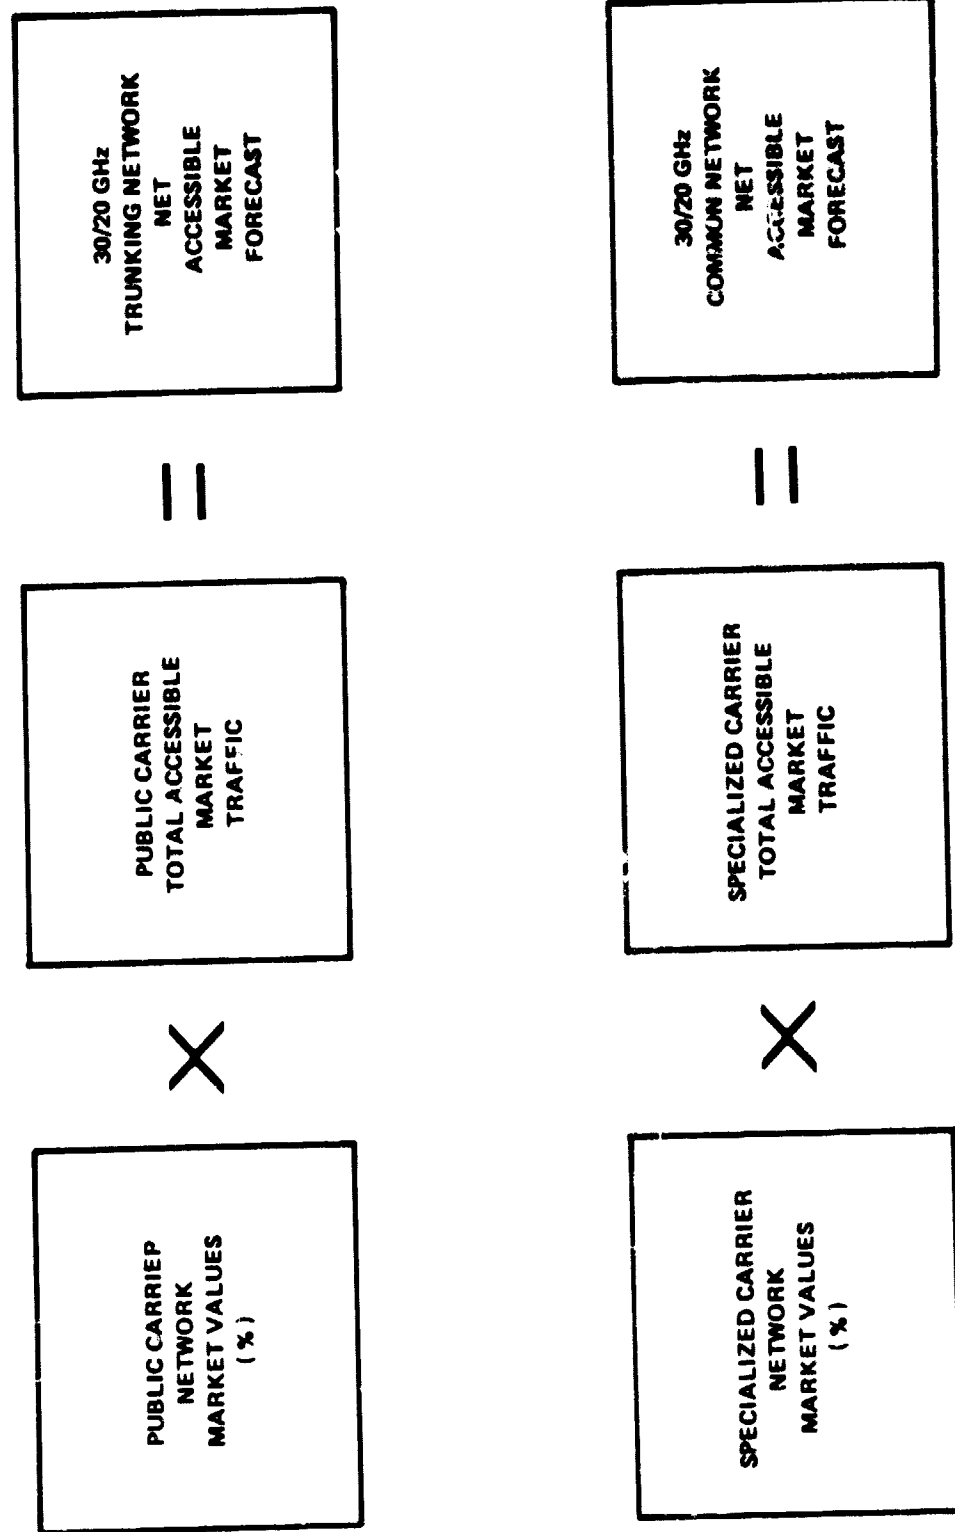 PUBLIC CARRIEP
NETWORK
MARKET VALUES
(%)
X
PUBLIC CARRIER
TOTAL ACCESSIBLE
MARKET
TRAFFIC
=
30/20 GHz
TRUNKING NETWORK
NET
ACCESSIBLE
MARKET
FORECAST
SPECIALIZED CARRIER
NETWORK
MARKET VALUES
(%)
X
SPECIALIZED CARRIER
TOTAL ACCESSIBLE
MARKET
TRAFFIC
=
30/20 GHz
COMMUN NETWORK
NET
ACCESSIBLE
MARKET
FORECAST